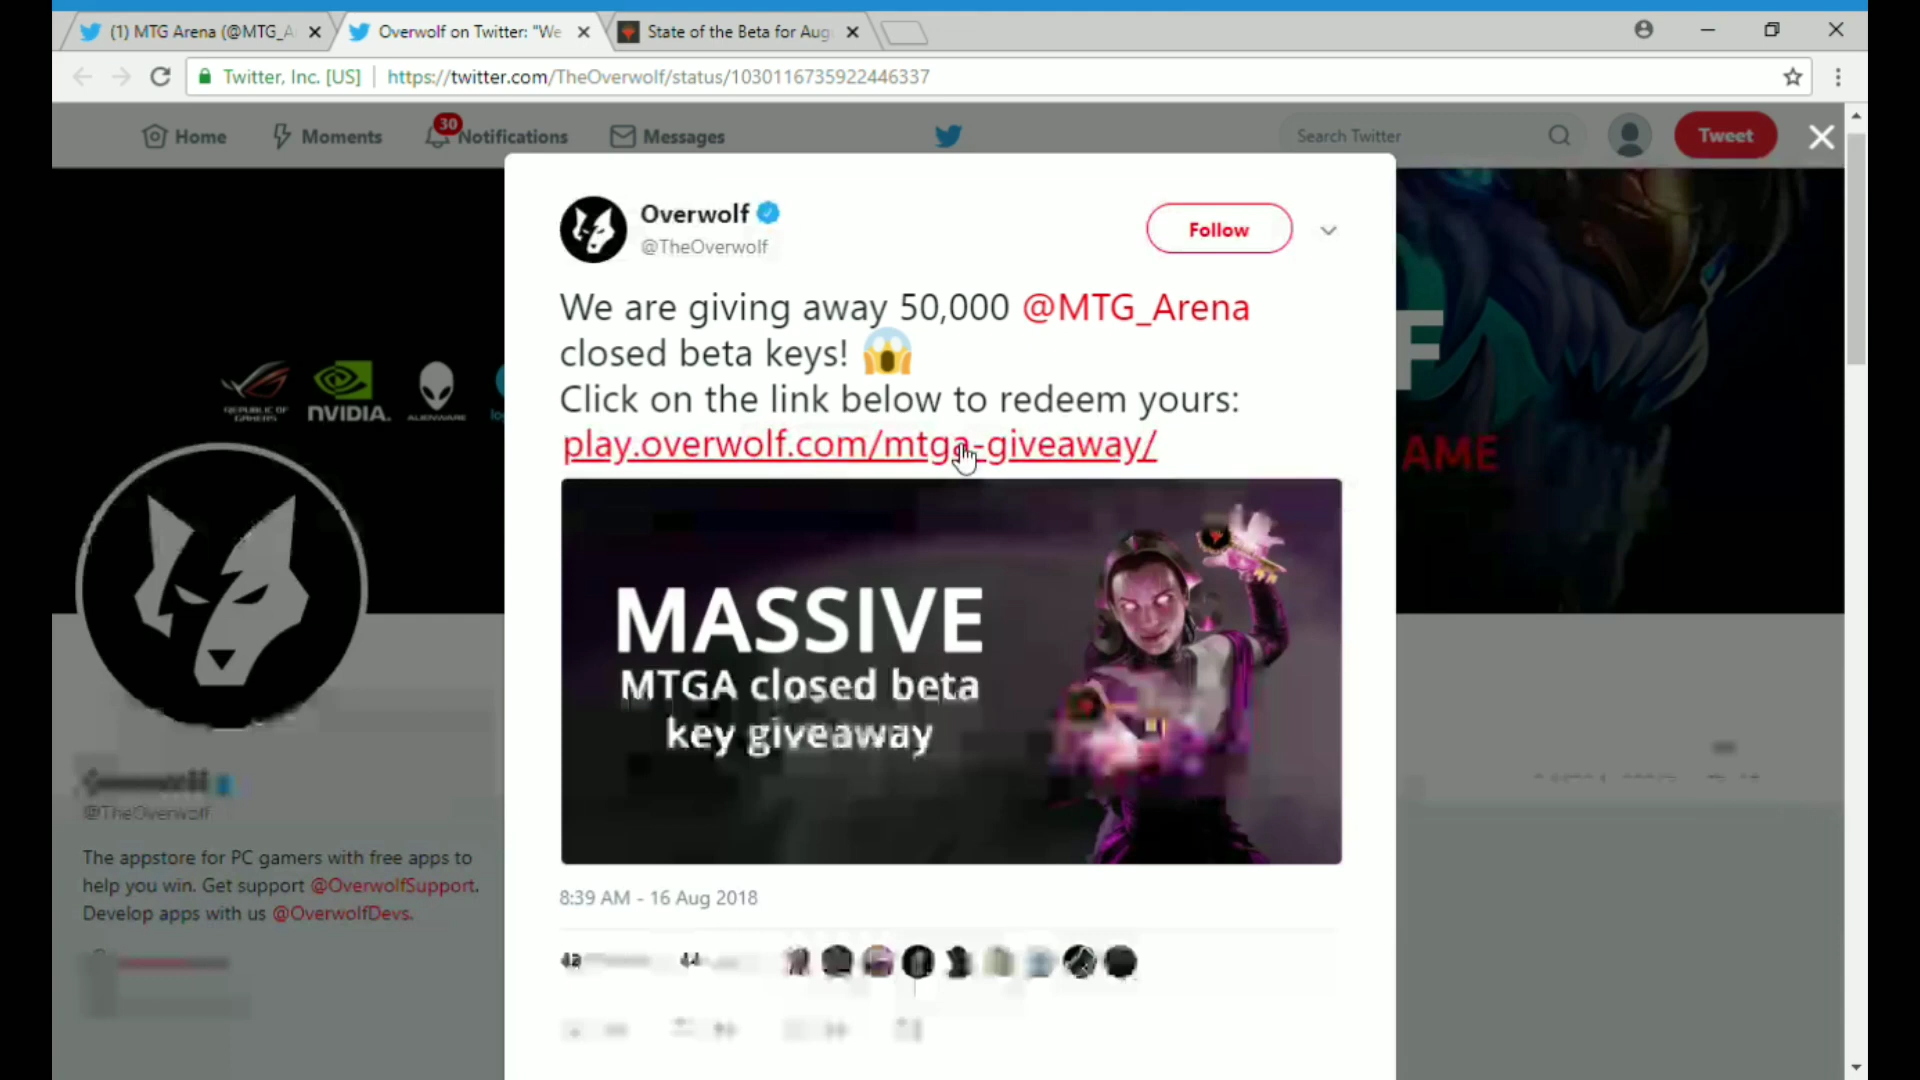 (1) MTG Arena (@MTG_A
Overwolf on Twitter: "We
State of the Beta for Aug
Twitter, Inc. [US]
https://twitter.com/TheOverwolf/status/1030116735922446337
Home
Moments
30
Notifications
Messages
Search Twitter
Tweet
Overwolf
@TheOverwolf
Follow
We are giving away 50,000 @MTG_Arena
closed beta keys! 😱
Click on the link below to redeem yours:
play.overwolf.com/mtga-giveaway/
REPUBLIC OF
GAMERS
NVIDIA.
ALIENWARE
lo
F
AME
MASSIVE
MTGA closed beta
key giveaway
@TheOverwolf
The appstore for PC gamers with free apps to
help you win. Get support @OverwolfSupport.
Develop apps with us @OverwolfDevs.
8:39 AM - 16 Aug 2018